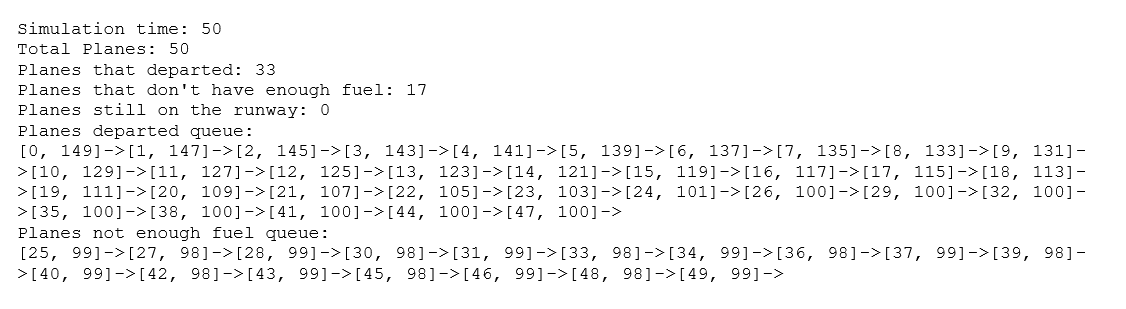 Simulation time: 50
Total Planes: 50
Planes that departed: 33
Planes that don't have enough fuel: 17
Planes still on the runway: 0
Planes departed queue:
[0, 149]->[1, 147]->[2, 145]->[3, 143]->[4, 141]->[5, 139]->[6, 137]->[7, 135]->[8, 133]->[9, 131]-
>[10, 129]->[11, 127]->[12, 125]->[13, 123]->[14, 121]->[15, 119]->[16, 117]->[17, 115]->[18, 113]-
>[19, 111]->[20, 109]->[21, 107]->[22, 105]->[23, 103]->[24, 101]->[26, 100]->[29, 100]->[32, 100]-
>[35, 100]->[38, 100]->[41, 100]->[44, 100]->[47, 100]->
Planes not enough fuel queue:
[25, 99]->[27, 98]->[28, 99]->[30, 98]->[31, 99]->[33, 98]->[34, 99]->[36, 98]->[37, 99]->[39, 98]-
>[40, 99]->[42, 98]->[43, 99]->[45, 98]->[46, 99]->[48, 98]->[49, 99]->